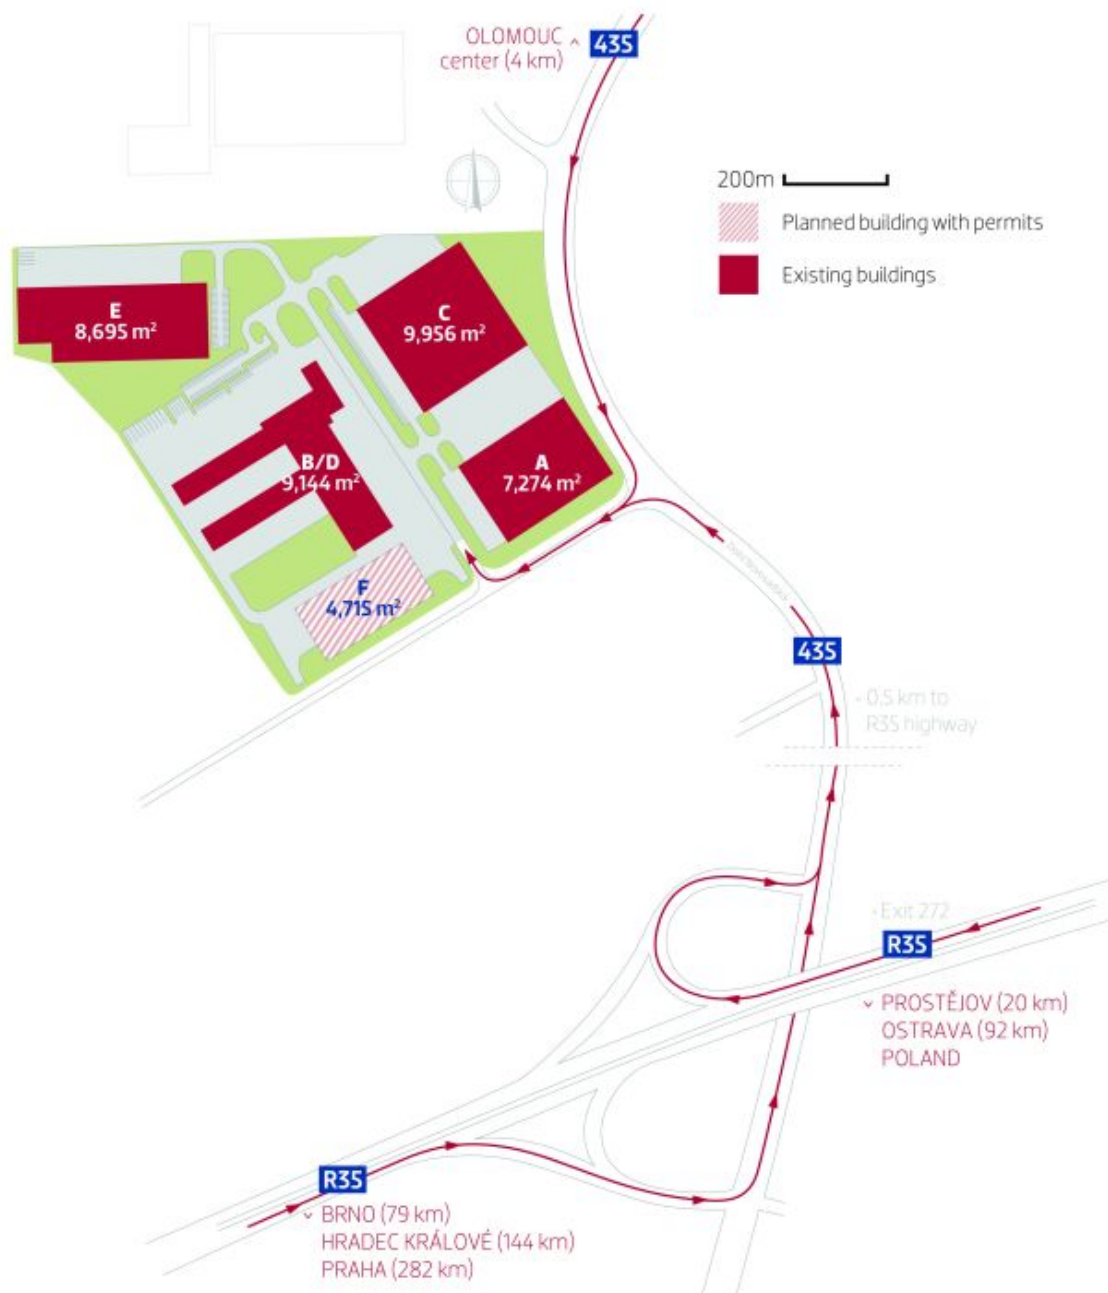 OLOMOUC
center (4 km)
435
200m
Planned building with permits
Existing buildings
E
8,695 m²
C
9,956 m²
B/D
9,144 m²
A
7,274 m²
F
4,715 m²
435
0,5 km to
R35 highway
Exit 272
R35
PROSTĚJOV (20 km)
OSTRAVA (92 km)
POLAND
R35
BRNO (79 km)
HRADEC KRÁLOVÉ (144 km)
PRAHA (282 km)